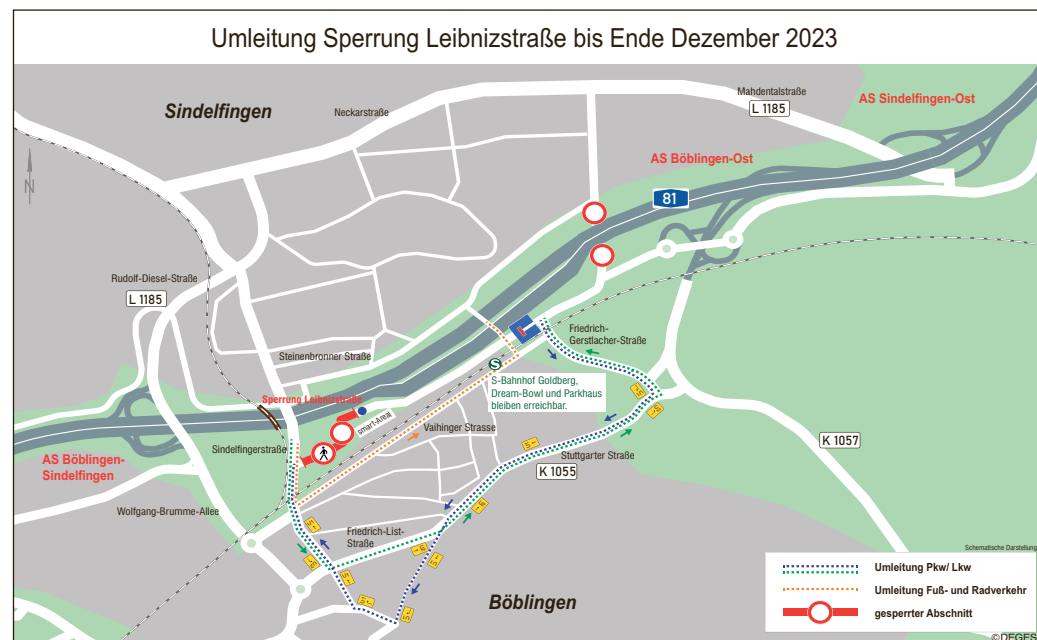 Umleitung Sperrung Leibnizstraße bis Ende Dezember 2023
Sindelfingen
Neckarstraße
Mahdentalstraße
L 1185
AS Sindelfingen-Ost
AS Böblingen-Ost
81
N
Rudolf-Diesel-Straße
L 1185
Steinenbronner Straße
Friedrich-
Gerstlacher-Straße
S
S-Bahnhof Goldberg,
Dream-Bowl und Parkhaus
bleiben erreichbar.
Sperrung Leibnizstraße
smart-Areal
Vaihinger Strasse
Sindelfingerstraße
AS Böblingen-
Sindelfingen
Stuttgarter Straße
K 1055
K 1057
Wolfgang-Brumme-Allee
Friedrich-List-
Straße
Böblingen
Schematische Darstellung
Umleitung Pkw/ Lkw
Umleitung Fuß- und Radverkehr
gesperrter Abschnitt
©DEGES